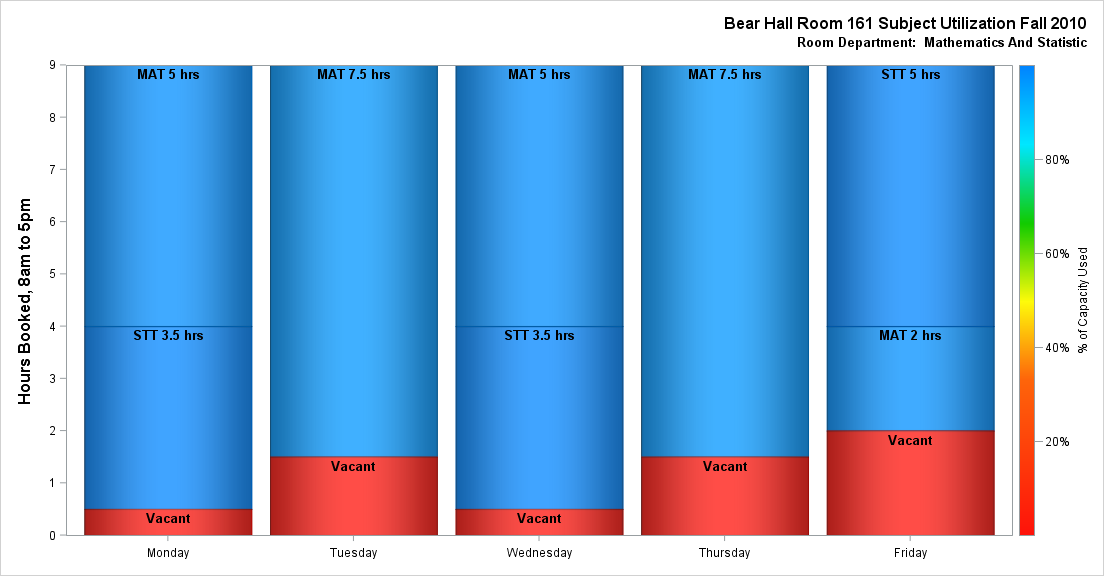 Bear Hall Room 161 Subject Utilization Fall 2010
Room Department:  Mathematics And Statistic
Hours Booked, 8am to 5pm
9
8
7
6
5
4
3
2
1
0
MAT 5 hrs
STT 3.5 hrs
Vacant
Monday
MAT 7.5 hrs
Vacant
Tuesday
MAT 5 hrs
STT 3.5 hrs
Vacant
Wednesday
MAT 7.5 hrs
Vacant
Thursday
STT 5 hrs
MAT 2 hrs
Vacant
Friday
80%
60%
40%
20%
% of Capacity Used